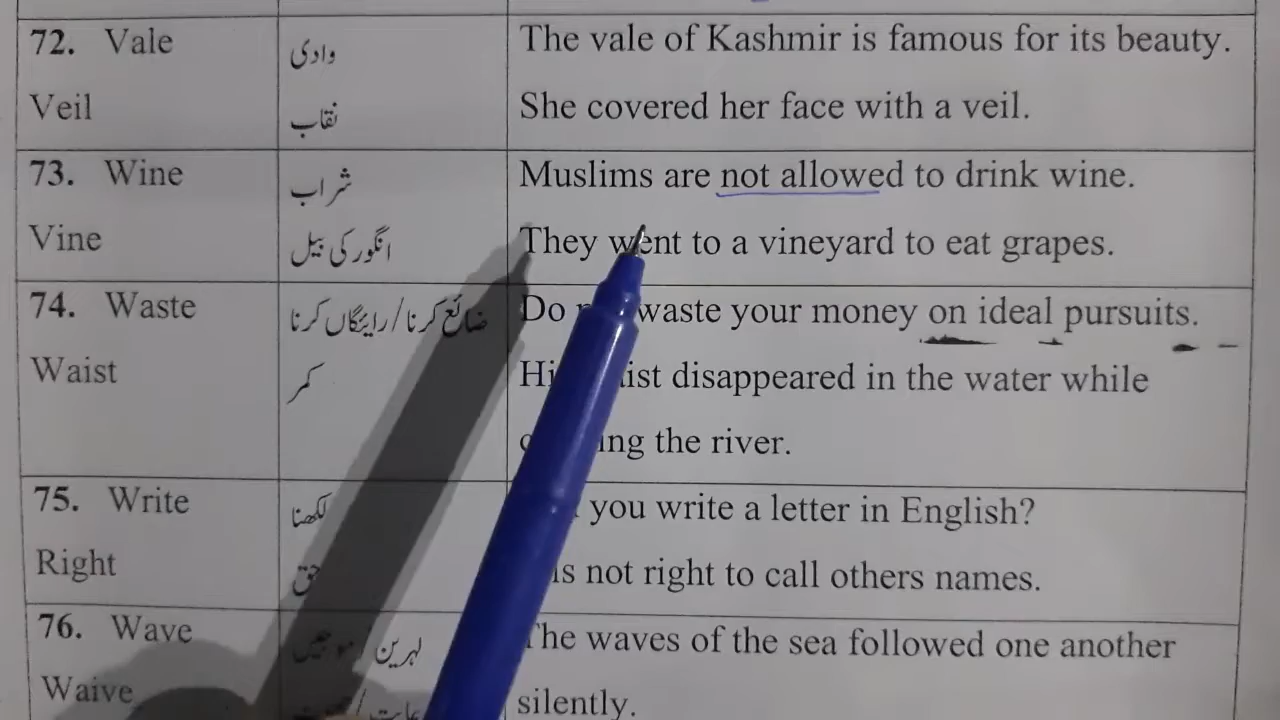 72. Vale وادی The vale of Kashmir is famous for its beauty.
Veil نقاب She covered her face with a veil.
73. Wine شراب Muslims are not allowed to drink wine.
Vine انگور کی بیل They went to a vineyard to eat grapes.
74. Waste ضائع کرنا/رایئگاں کرنا Do waste your money on ideal pursuits.
Waist کمر disappeared in the water while
the river.
75. Write لکھنا you write a letter in English?
Right حق is not right to call others names.
76. Wave لہریں/موجیں The waves of the sea followed one another
Waive silently.